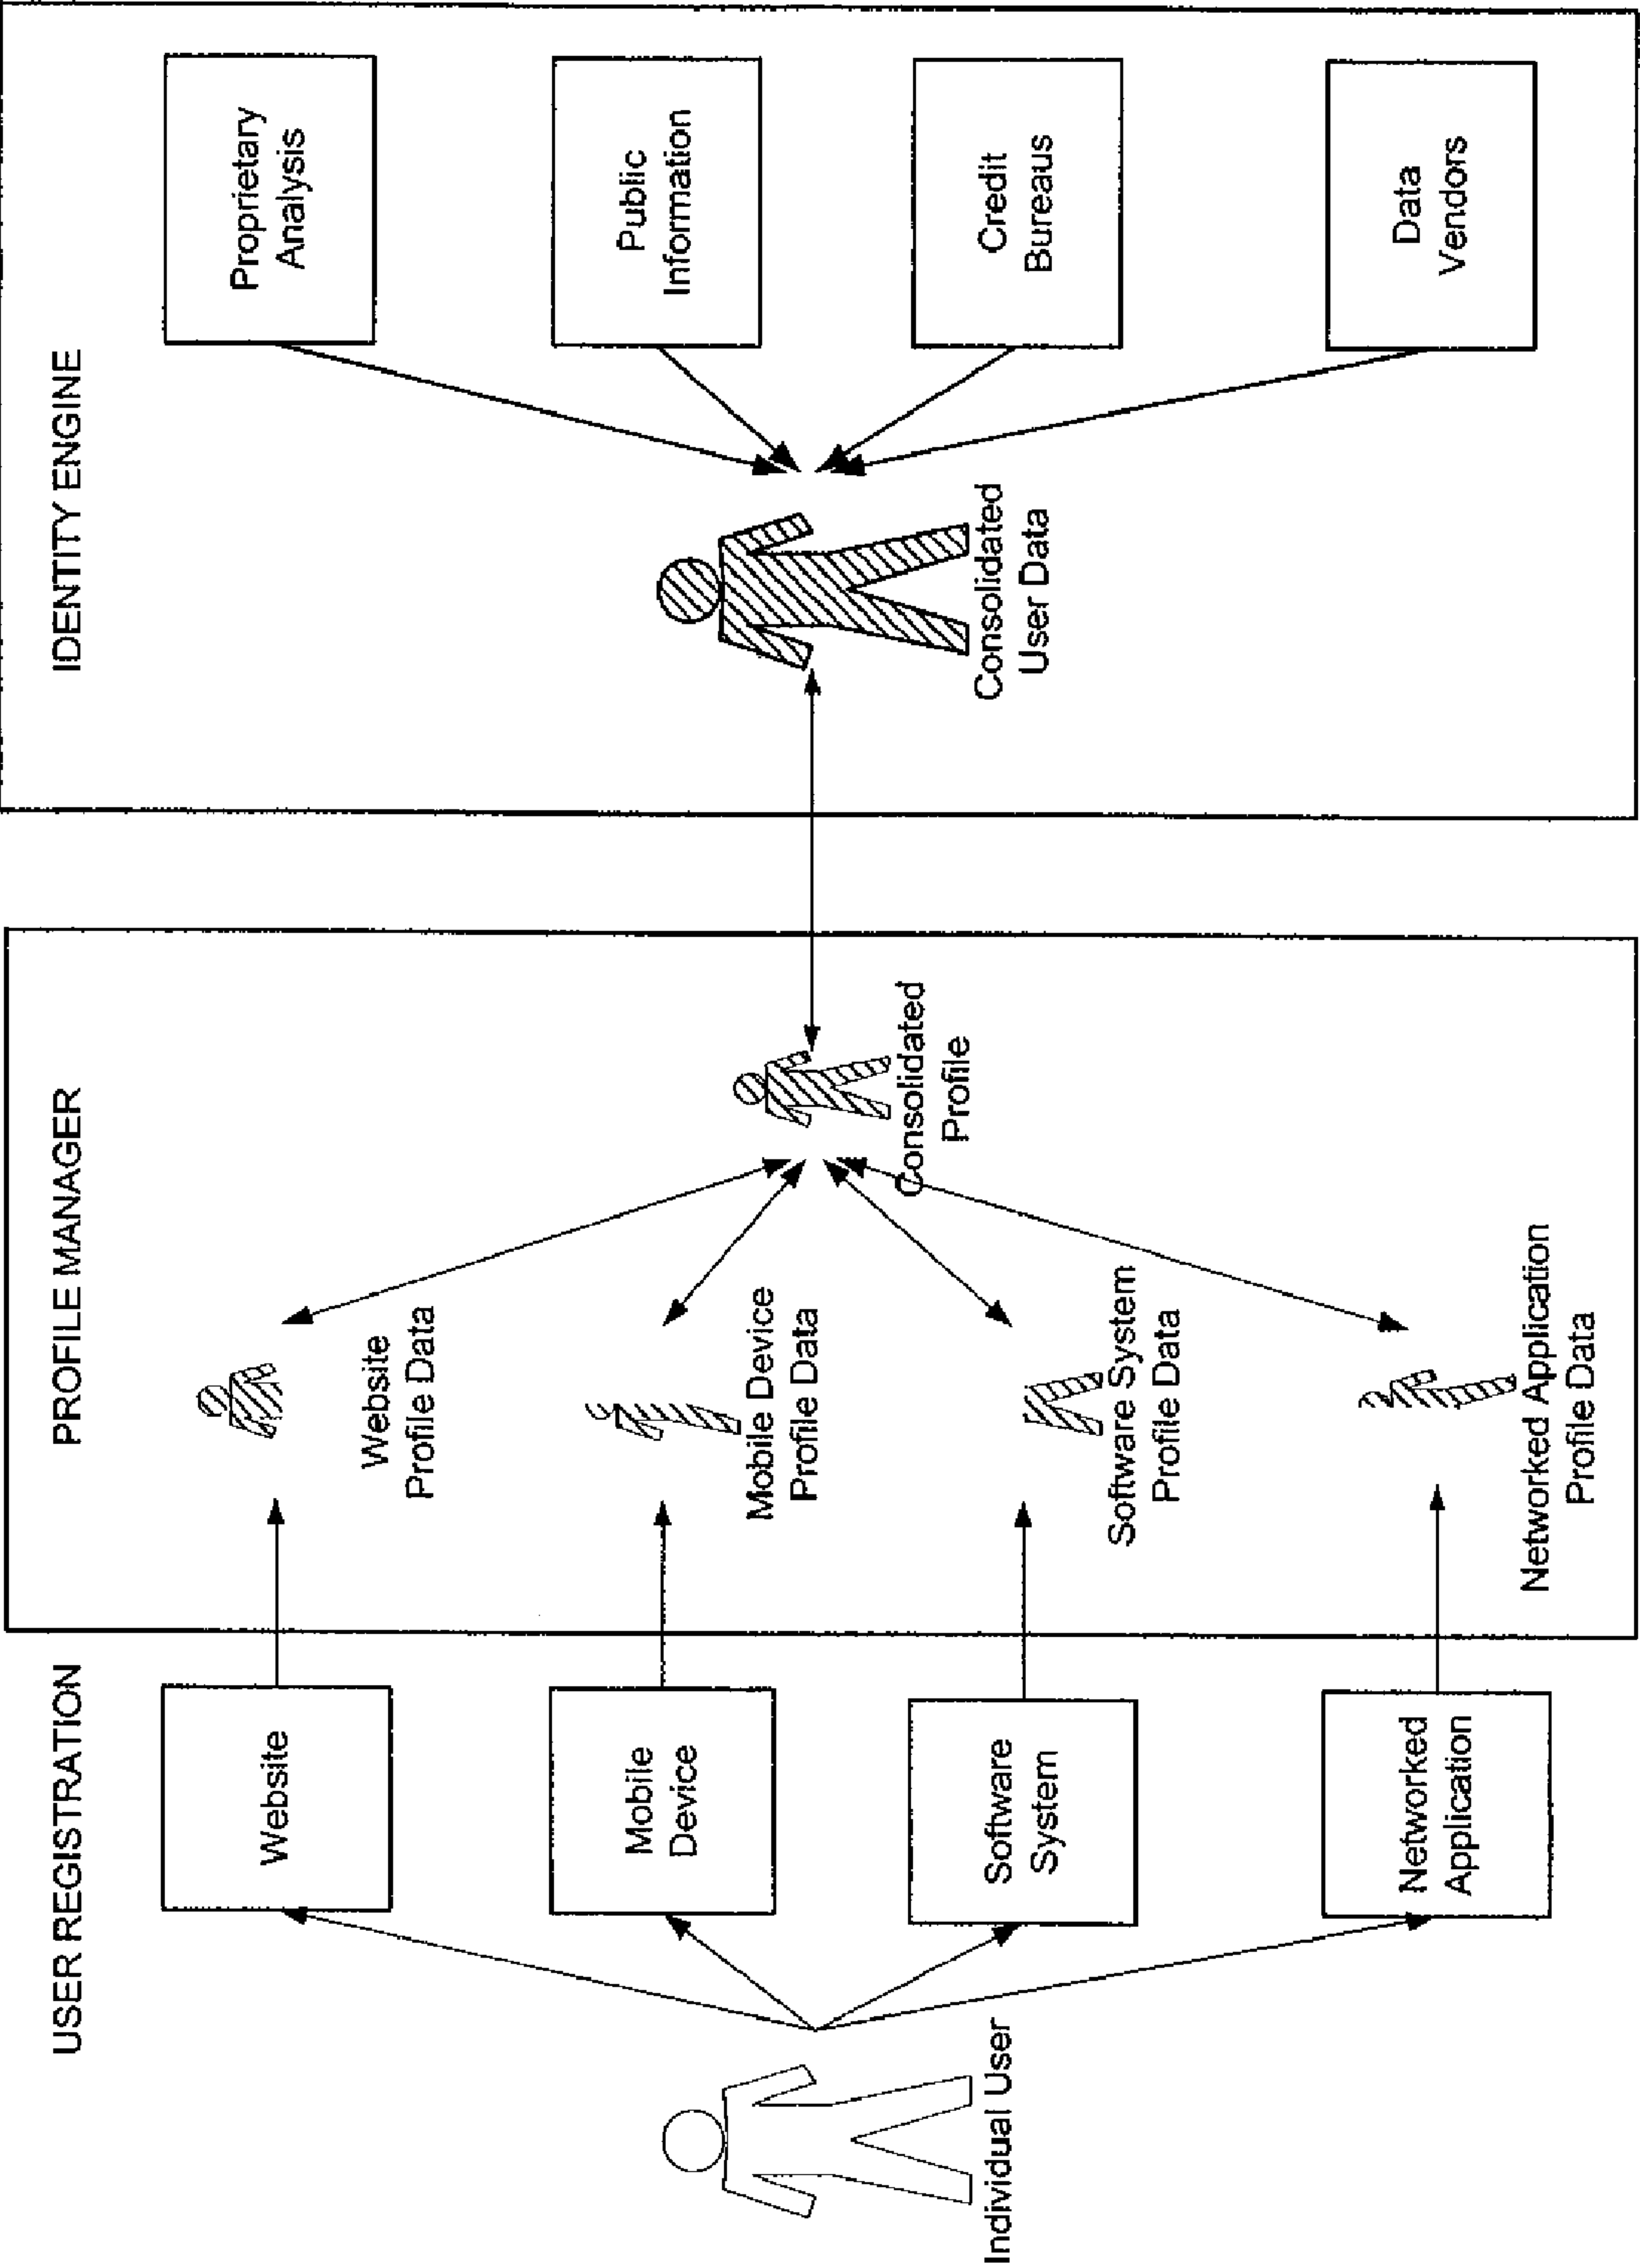 USER REGISTRATION
PROFILE MANAGER
IDENTITY ENGINE
Individual User
Website
Mobile
Device
Software
System
Networked
Application
Website
Profile Data
Mobile Device
Profile Data
Software System
Profile Data
Networked Application
Profile Data
Consolidated
Profile
Consolidated
User Data
Proprietary
Analysis
Public
Information
Credit
Bureaus
Data
Vendors